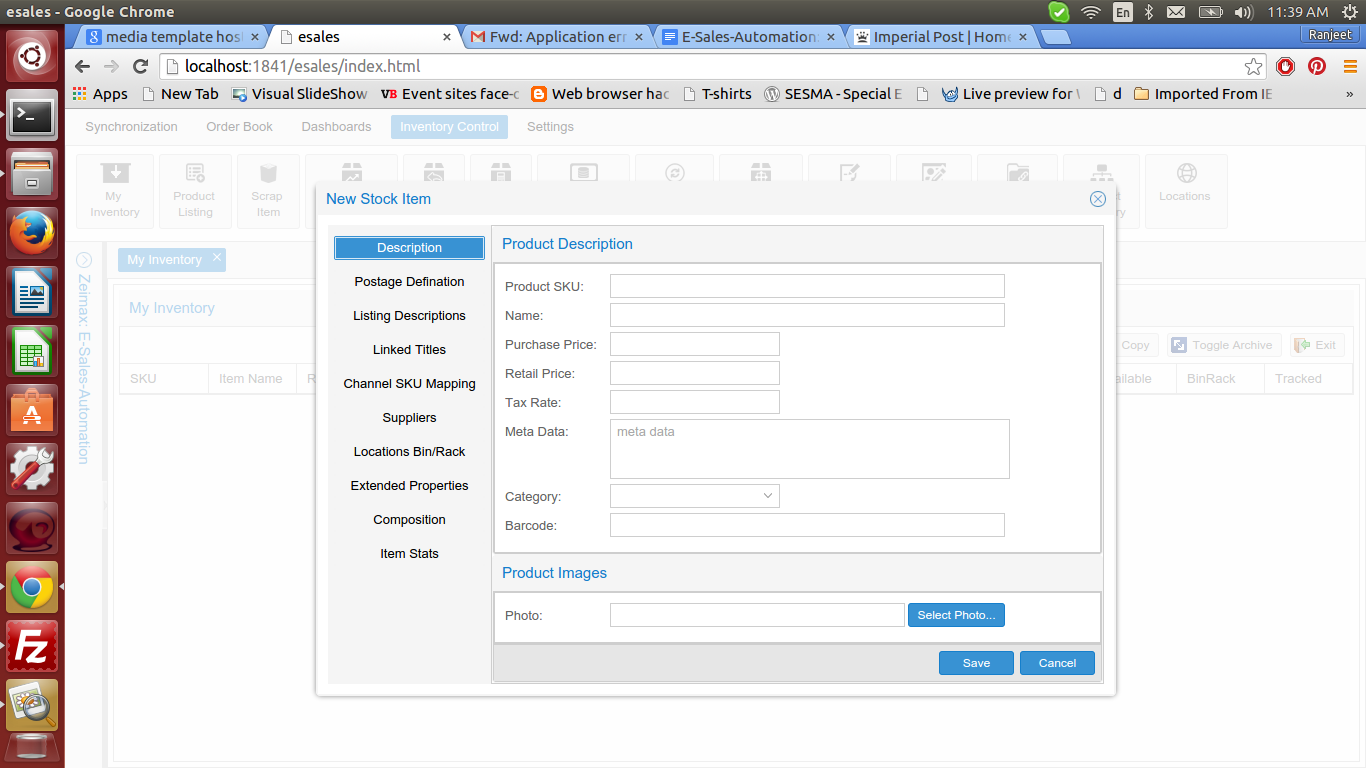 esales - Google Chrome
En
11:39 AM
media template hos
esales
Fwd: Application err
E-Sales-Automation
Imperial Post | Hom
Ranjeet
localhost:1841/esales/index.html
Apps
New Tab
Visual SlideShow
VB Event sites face-
Web browser hac
T-shirts
SESMA - Special E
Live preview for
d
Imported From IE
»
Synchronization
Order Book
Dashboards
Inventory Control
Settings
My
Inventory
Product
Listing
Scrap
Item
Locations
New Stock Item
Zeimax: E-Sales-Automation
My Inventory
My Inventory
Copy
Toggle Archive
Exit
SKU
Item Name
R
ailable
BinRack
Tracked
Description
Postage Defination
Listing Descriptions
Linked Titles
Channel SKU Mapping
Suppliers
Locations Bin/Rack
Extended Properties
Composition
Item Stats
Product Description
Product SKU:
Name:
Purchase Price:
Retail Price:
Tax Rate:
Meta Data:
meta data
Category:
Barcode:
Product Images
Photo:
Select Photo...
Save
Cancel